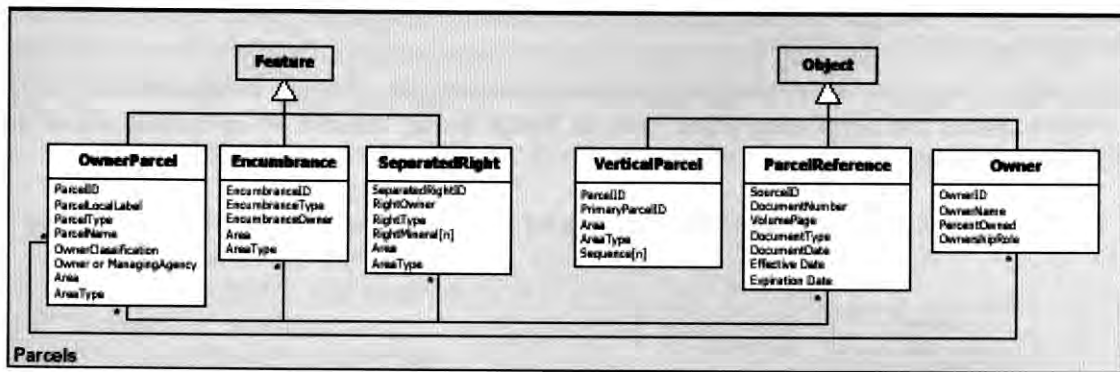 Feature
Object
OwnerParcel
ParcelID
ParcelLocalLabel
ParcelType
ParcelName
OwnerClassification
Owner or ManagingAgency
Area
AreaType
Encumbrance
EncumbranceID
EncumbranceType
EncumbranceOwner
Area
AreaType
SeparatedRight
SeparatedRightID
RightOwner
RightType
RightMineral[n]
Area
AreaType
VerticalParcel
ParcelID
PrimaryParcelID
Area
AreaType
Sequence[n]
ParcelReference
SourceID
DocumentNumber
VolumePage
DocumentType
DocumentDate
Effective Date
Expiration Date
Owner
OwnerID
OwnerName
PercentOwned
OwnershipRole
* * * * * * *
Parcels